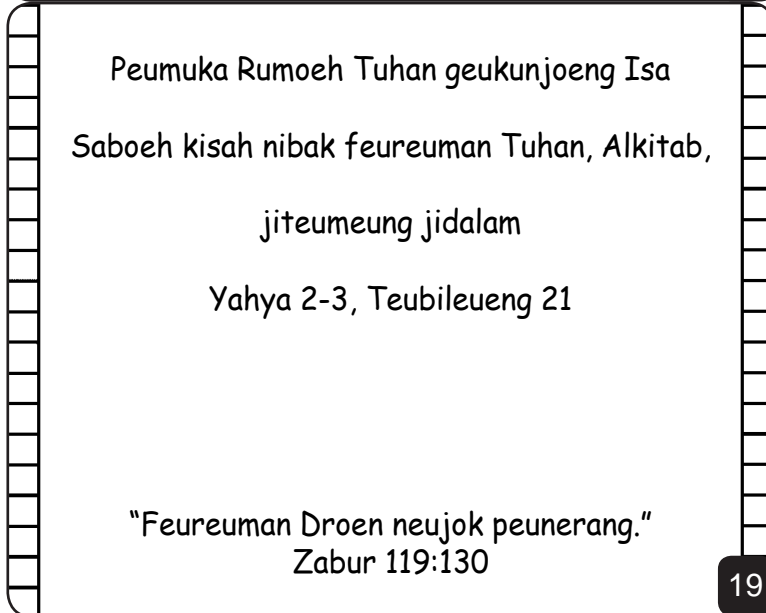 Peumuka Rumoeh Tuhan geukunjoeng Isa
Saboeh kisah nibak feureuman Tuhan, Alkitab,
jiteumeung jidalam
Yahya 2-3, Teubileueng 21
“Feureuman Droen neujok peunerang.”
Zabur 119:130
19